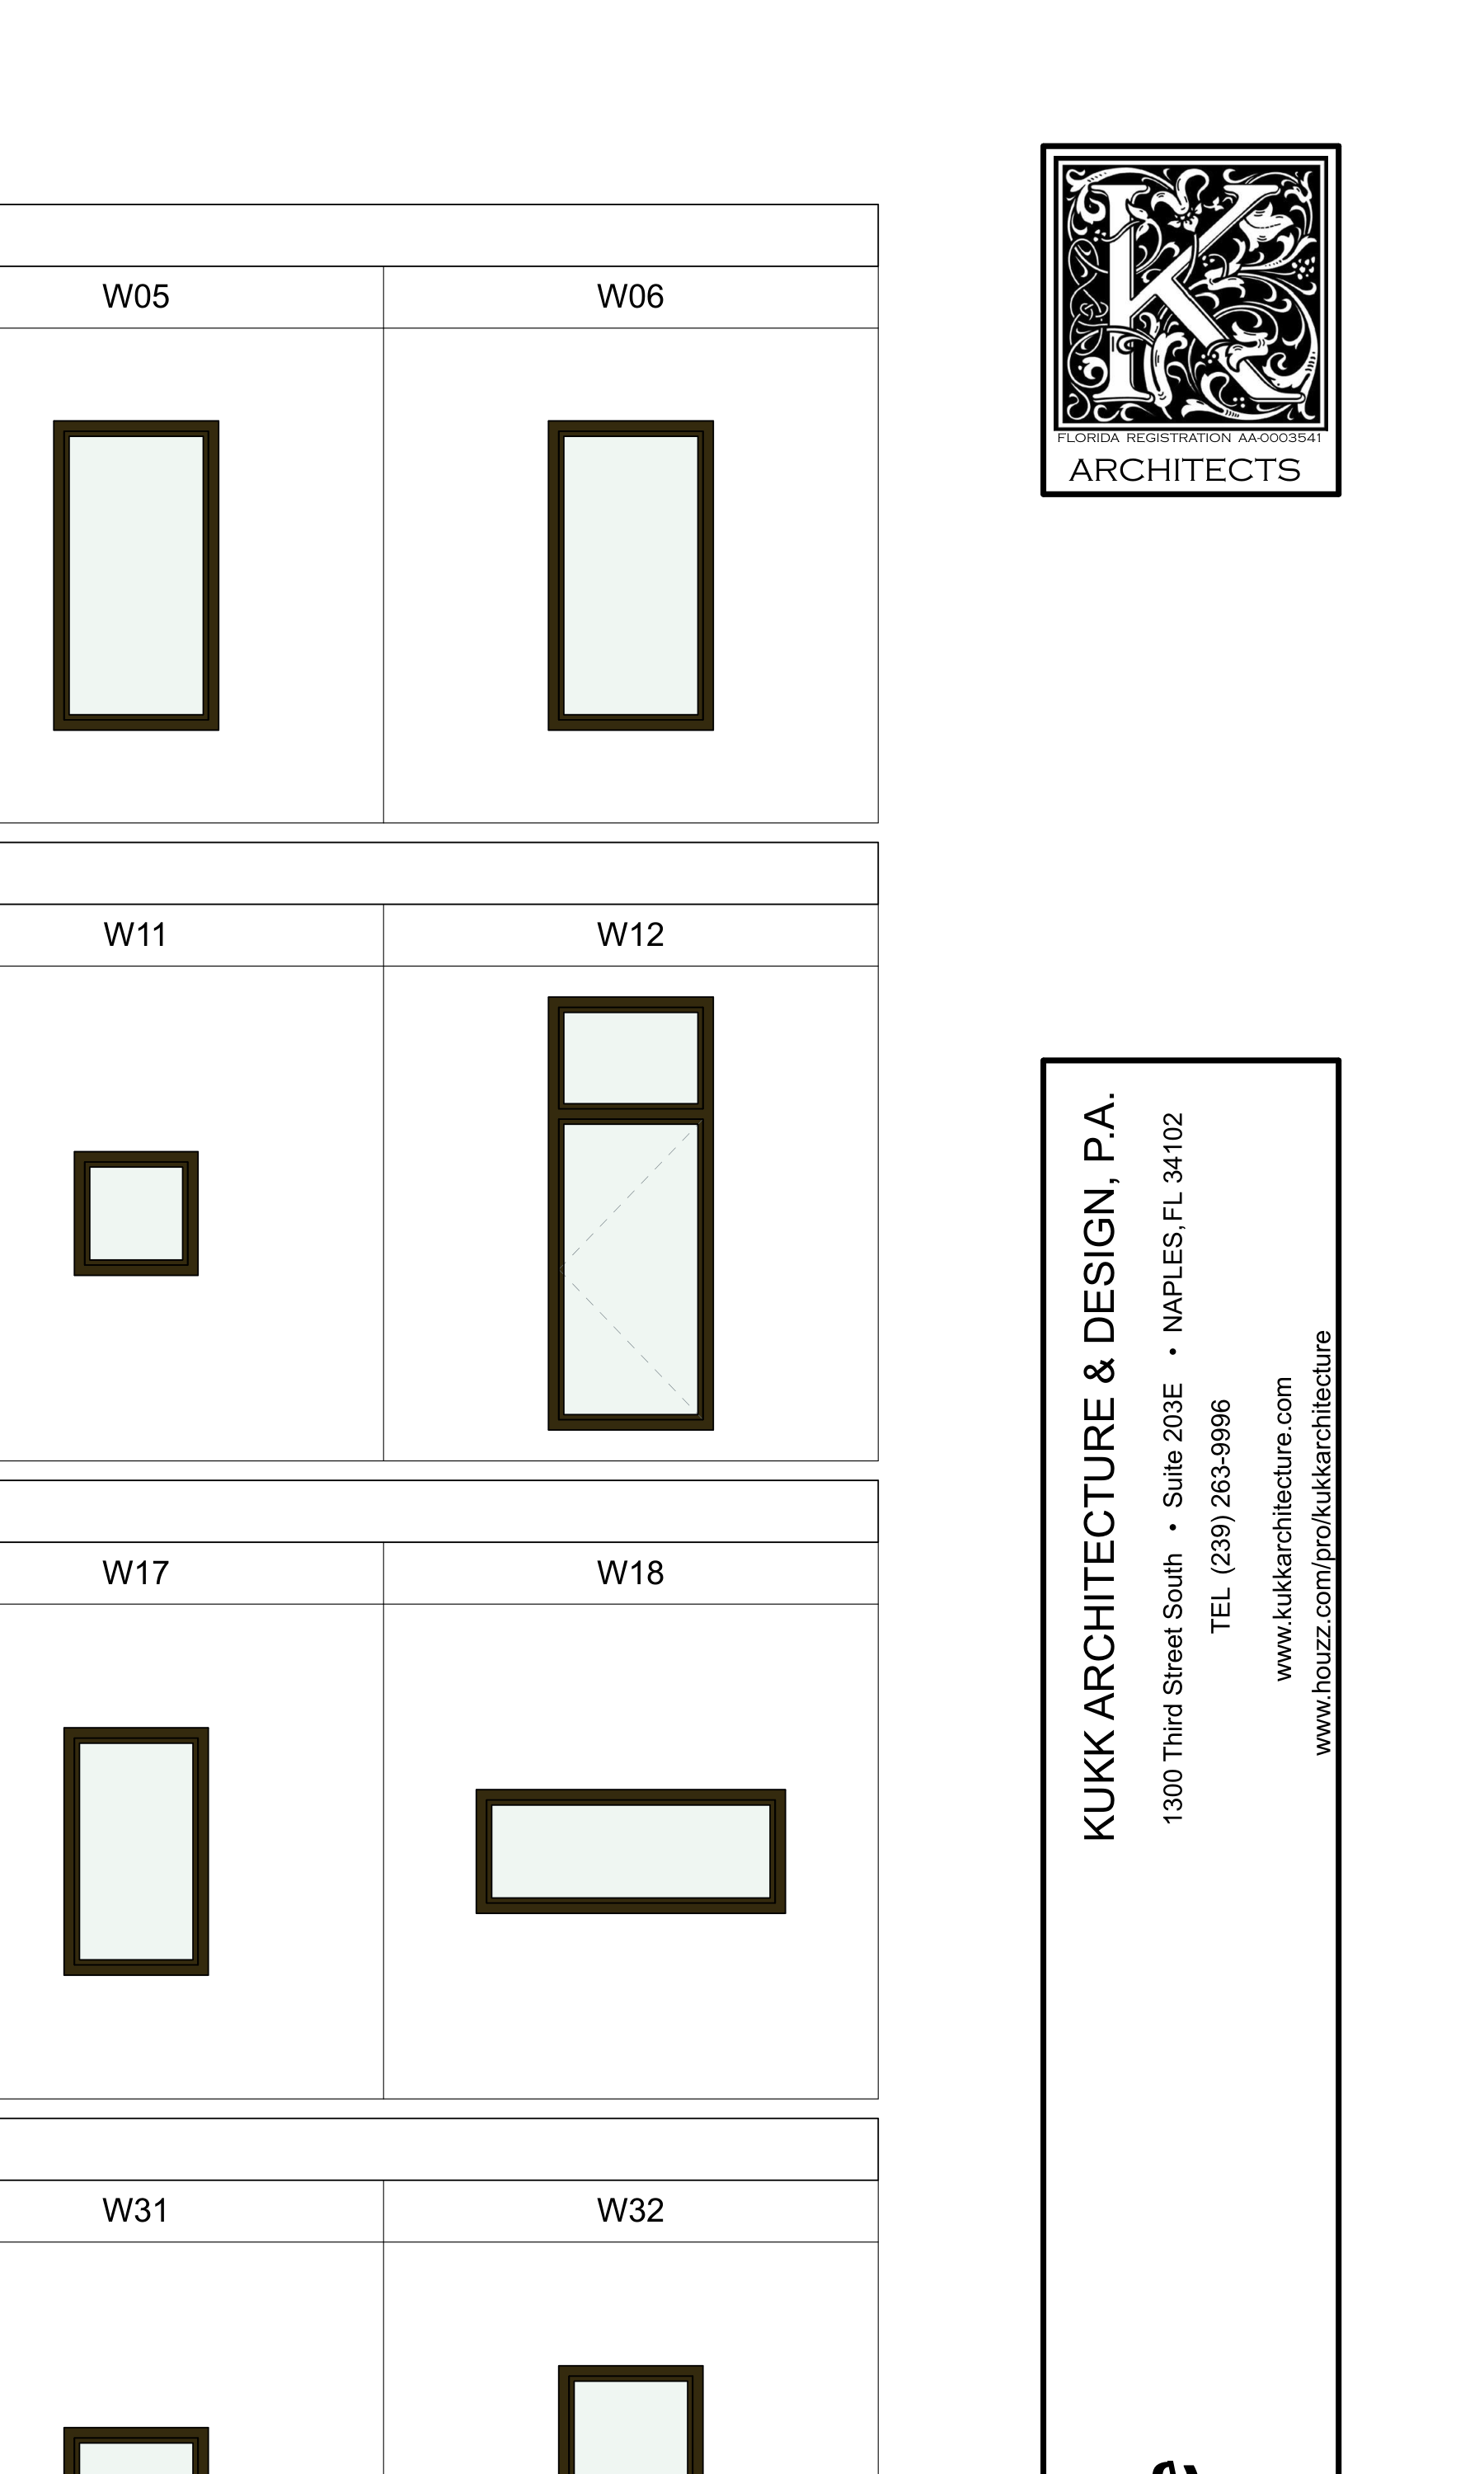 W05
W06
W11
W12
W17
W18
W31
W32
K
FLORIDA REGISTRATION AA-0003541
ARCHITECTS
KUKK ARCHITECTURE & DESIGN, P.A.
1300 Third Street South • Suite 203E • NAPLES, FL 34102
TEL (239) 263-9996
www.kukkarchitecture.com
www.houzz.com/pro/kukkarchitecture